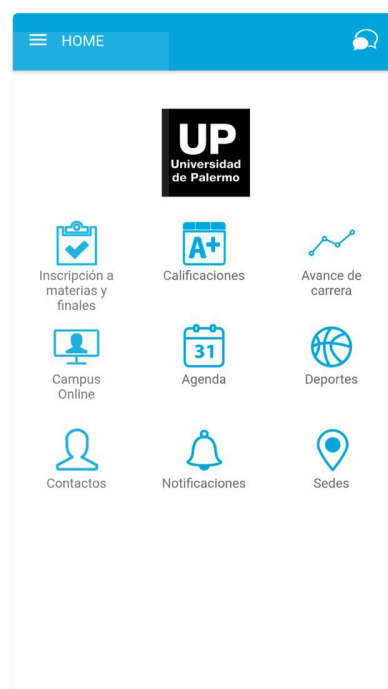 HOME
UP
Universidad
de Palermo
A+
Inscripción a
materias y
finales
Calificaciones
Avance de
carrera
31
Campus
Online
Agenda
Deportes
Contactos
Notificaciones
Sedes